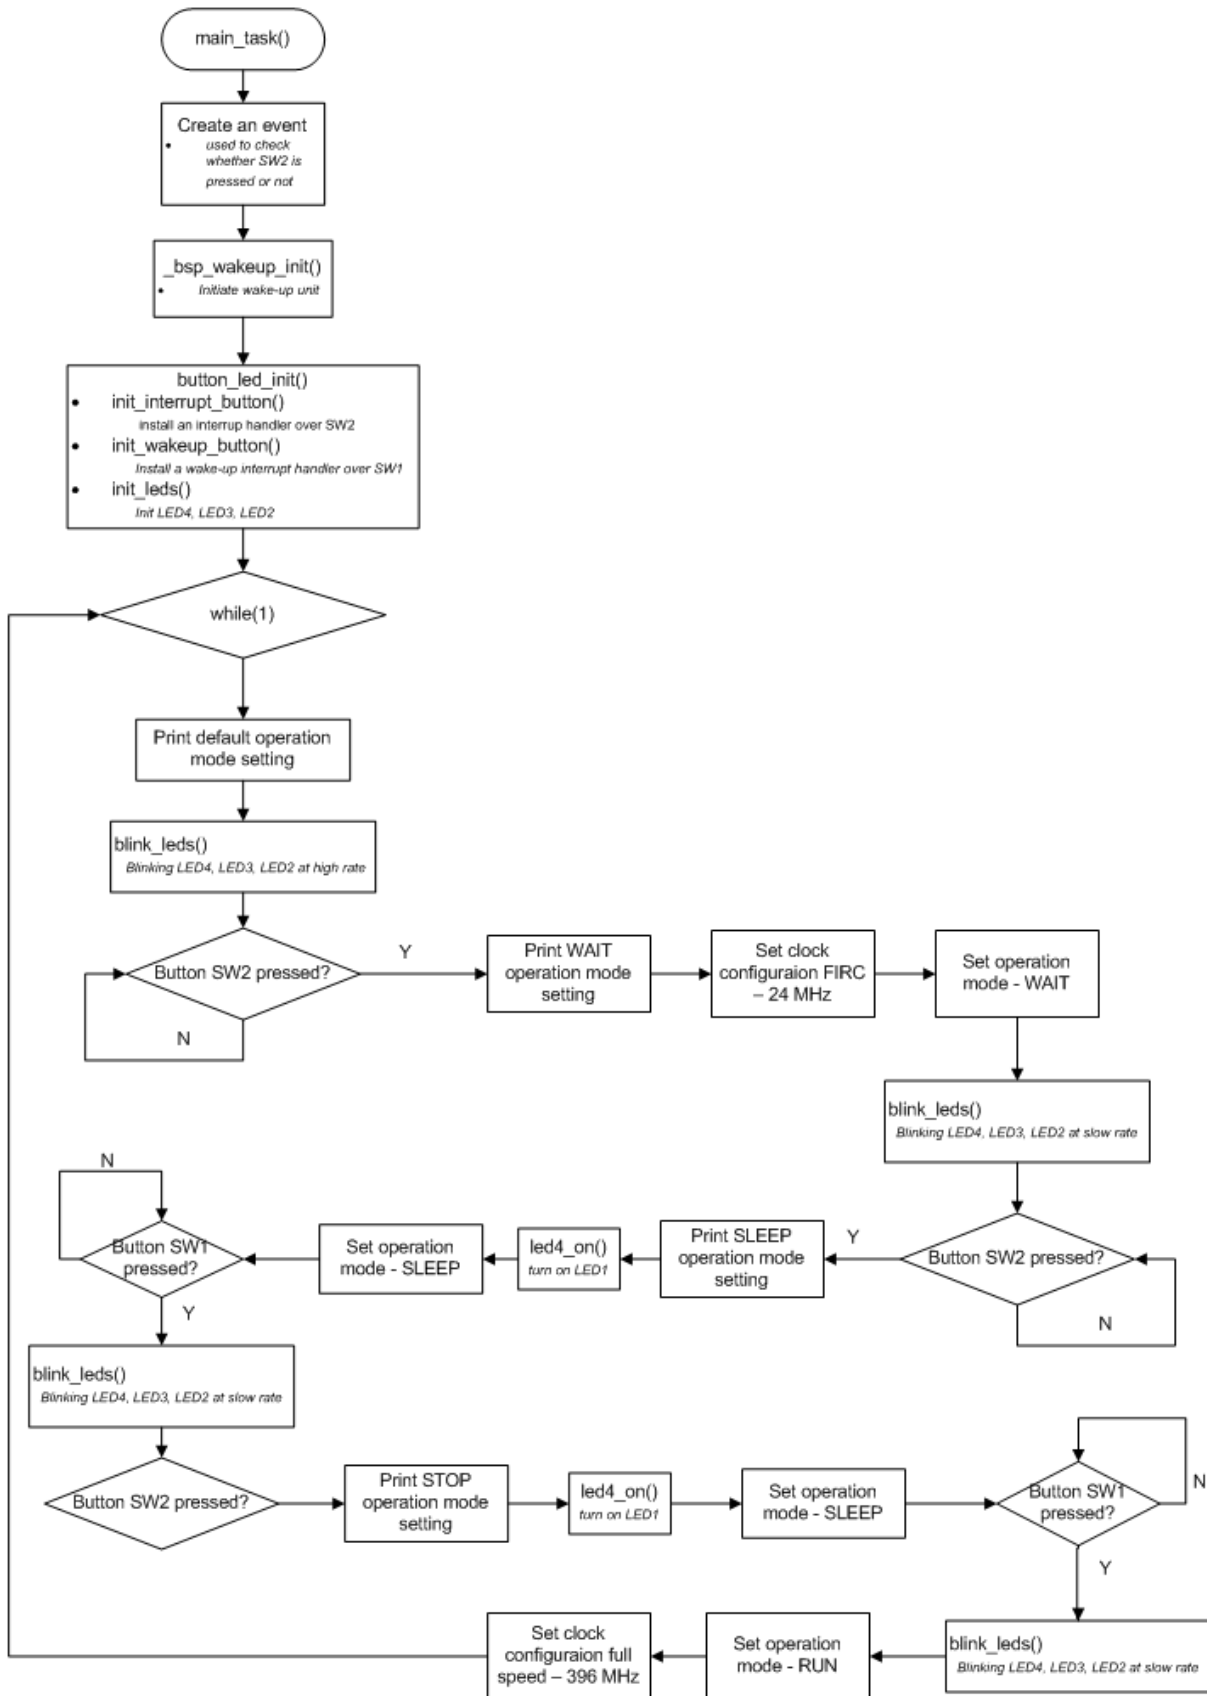 main_task()
Create an event
• used to check
whether SW2 is
pressed or not
_bsp_wakeup_init()
• Initiate wake-up unit
button_led_init()
• init_interrupt_button()
install an interrup handler over SW2
• init_wakeup_button()
Install a wake-up interrupt handler over SW1
• init_leds()
Init LED4, LED3, LED2
while(1)
Print default operation
mode setting
blink_leds()
Blinking LED4, LED3, LED2 at high rate
Button SW2 pressed?
Y
N
Print WAIT
operation mode
setting
Set clock
configuraion FIRC
– 24 MHz
Set operation
mode - WAIT
blink_leds()
Blinking LED4, LED3, LED2 at slow rate
Button SW2 pressed?
N
Y
Print SLEEP
operation mode
setting
led4_on()
turn on LED1
Set operation
mode - SLEEP
Button SW1
pressed?
N
Y
blink_leds()
Blinking LED4, LED3, LED2 at slow rate
Button SW2 pressed?
Print STOP
operation mode
setting
led4_on()
turn on LED1
Set operation
mode - SLEEP
Button SW1
pressed?
N
Y
blink_leds()
Blinking LED4, LED3, LED2 at slow rate
Set operation
mode - RUN
Set clock
configuraion full
speed – 396 MHz